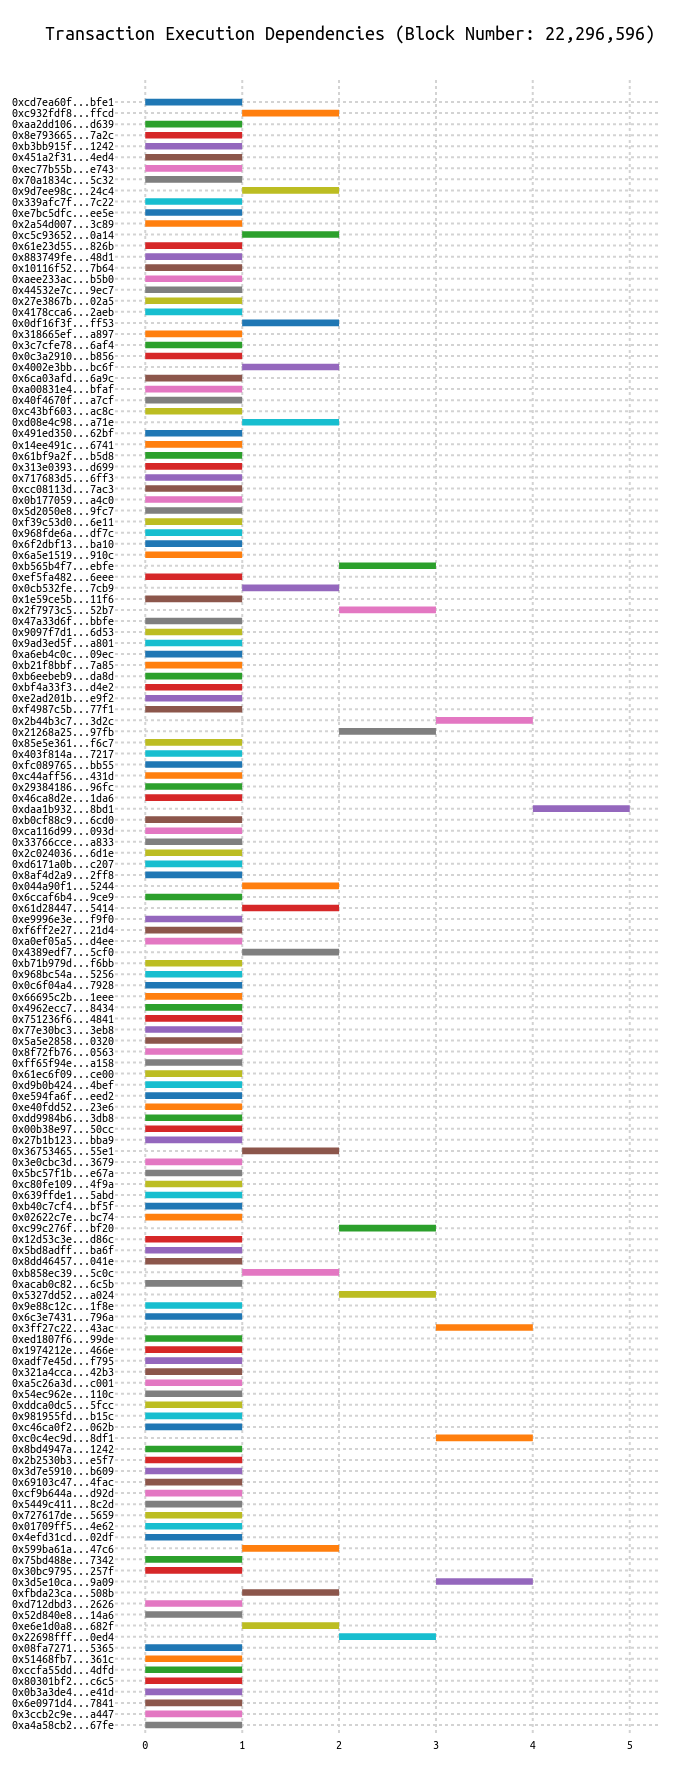 Transaction Execution Dependencies (Block Number: 22,296,596)
0xcd7ea60f...bfe1
0xc932fdf8...ffcd
0xaa2dd106...d639
0x8e793665...7a2c
0xb3bb915f...1242
0x451a2f31...4ed4
0xec77b55b...e743
0x70a1834c...5c32
0x9d7ee98c...24c4
0x339afc7f...7c22
0xe7bc5dfc...ee5e
0x2a54d007...3c89
0xc5c93652...0a14
0x61e23d55...826b
0x883749fe...48d1
0x10116f52...7b64
0xaee233ac...b5b0
0x44532e7c...9ec7
0x27e3867b...02a5
0x4178cca6...2aeb
0x0df16f3f...ff53
0x318665ef...a897
0x3c7cfe78...6af4
0x0c3a2910...b856
0x4002e3bb...bc6f
0x6ca03afd...6a9c
0xa00831e4...bfaf
0x40f4670f...a7cf
0xc43bf603...ac8c
0xd08e4c98...a71e
0x491ed350...62bf
0x14ee491c...6741
0x61bf9a2f...b5d8
0x313e0393...d699
0x717683d5...6ff3
0xcc08113d...7ac3
0x0b177059...a4c0
0x5d2050e8...9fc7
0xf39c53d0...6e11
0x968fde6a...df7c
0x6f2dbf13...ba10
0x6a5e1519...910c
0xb565b4f7...ebfe
0xef5fa482...6eee
0x0cb532fe...7cb9
0x1e59ce5b...11f6
0x2f7973c5...52b7
0x47a33d6f...bbfe
0x9097f7d1...6d53
0x9ad3ed5f...a801
0xa6eb4c0c...09ec
0xb21f8bbf...7a85
0xb6eebeb9...da8d
0xbf4a33f3...d4e2
0xe2ad201b...e9f2
0xf4987c5b...77f1
0x2b44b3c7...3d2c
0x21268a25...97fb
0x85e5e361...f6c7
0x403f814a...7217
0xfc089765...bb55
0xc44aff56...431d
0x29384186...96fc
0x46ca8d2e...1da6
0xdaa1b932...8bd1
0xb0cf88c9...6cd0
0xca116d99...093d
0x33766cce...a833
0x2c024036...6d1e
0xd6171a0b...c207
0x8af4d2a9...2ff8
0x044a90f1...5244
0x6ccaf6b4...9ce9
0x61d28447...5414
0xe9996e3e...f9f0
0xf6ff2e27...21d4
0xa0ef05a5...d4ee
0x4389edf7...5cf0
0xb71b979d...f6bb
0x968bc54a...5256
0x0c6f04a4...7928
0x66695c2b...1eee
0x4962ecc7...8434
0x751236f6...4841
0x77e30bc3...3eb8
0x5a5e2858...0320
0x8f72fb76...0563
0xff65f94e...a158
0x61ec6f09...ce00
0xd9b0b424...4bef
0xe594fa6f...eed2
0xe40fdd52...23e6
0xdd9984b6...3db8
0x00b38e97...50cc
0x27b1b123...bba9
0x36753465...55e1
0x3e0cbc3d...3679
0x5bc57f1b...e67a
0xc80fe109...4f9a
0x639ffde1...5abd
0xb40c7cf4...bf5f
0x02622c7e...bc74
0xc99c276f...bf20
0x12d53c3e...d86c
0x5bd8adff...ba6f
0x8dd46457...041e
0xb858ec39...5c0c
0xacab0c82...6c5b
0x5327dd52...a024
0x9e88c12c...1f8e
0x6c3e7431...796a
0x3ff27c22...43ac
0xed1807f6...99de
0x1974212e...466e
0xadf7e45d...f795
0x321a4cca...42b3
0xa5c26a3d...c001
0x54ec962e...110c
0xddca0dc5...5fcc
0x981955fd...b15c
0xc46ca0f2...062b
0xc0c4ec9d...8df1
0x8bd4947a...1242
0x2b2530b3...e5f7
0x3d7e5910...b609
0x69103c47...4fac
0xcf9b644a...d92d
0x5449c411...8c2d
0x727617de...5659
0x01709ff5...4e62
0x4efd31cd...02df
0x599ba61a...47c6
0x75bd488e...7342
0x30bc9795...257f
0x3d5e10ca...9a09
0xfbda23ca...508b
0xd712dbd3...2626
0x52d840e8...14a6
0xe6e1d0a8...682f
0x22698fff...0ed4
0x08fa7271...5365
0x51468fb7...361c
0xccfa55dd...4dfd
0x80301bf2...c6c5
0x0b3a3de4...e41d
0x6e0971d4...7841
0x3ccb2c9e...a447
0xa4a58cb2...67fe
0 1 2 3 4 5